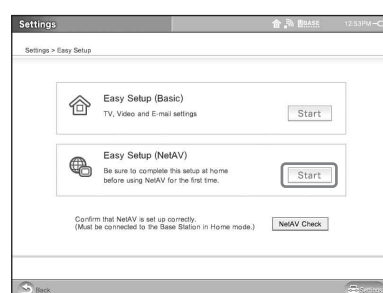 Settings
BASE
12:53PM
Settings > Easy Setup
Easy Setup (Basic)
TV, Video and E-mail settings
Start
Easy Setup (NetAV)
Be sure to complete this setup at home
before using NetAV for the first time.
Start
Confirm that NetAV is set up correctly.
(Must be connected to the Base Station in Home mode.)
NetAV Check
Back
Settings